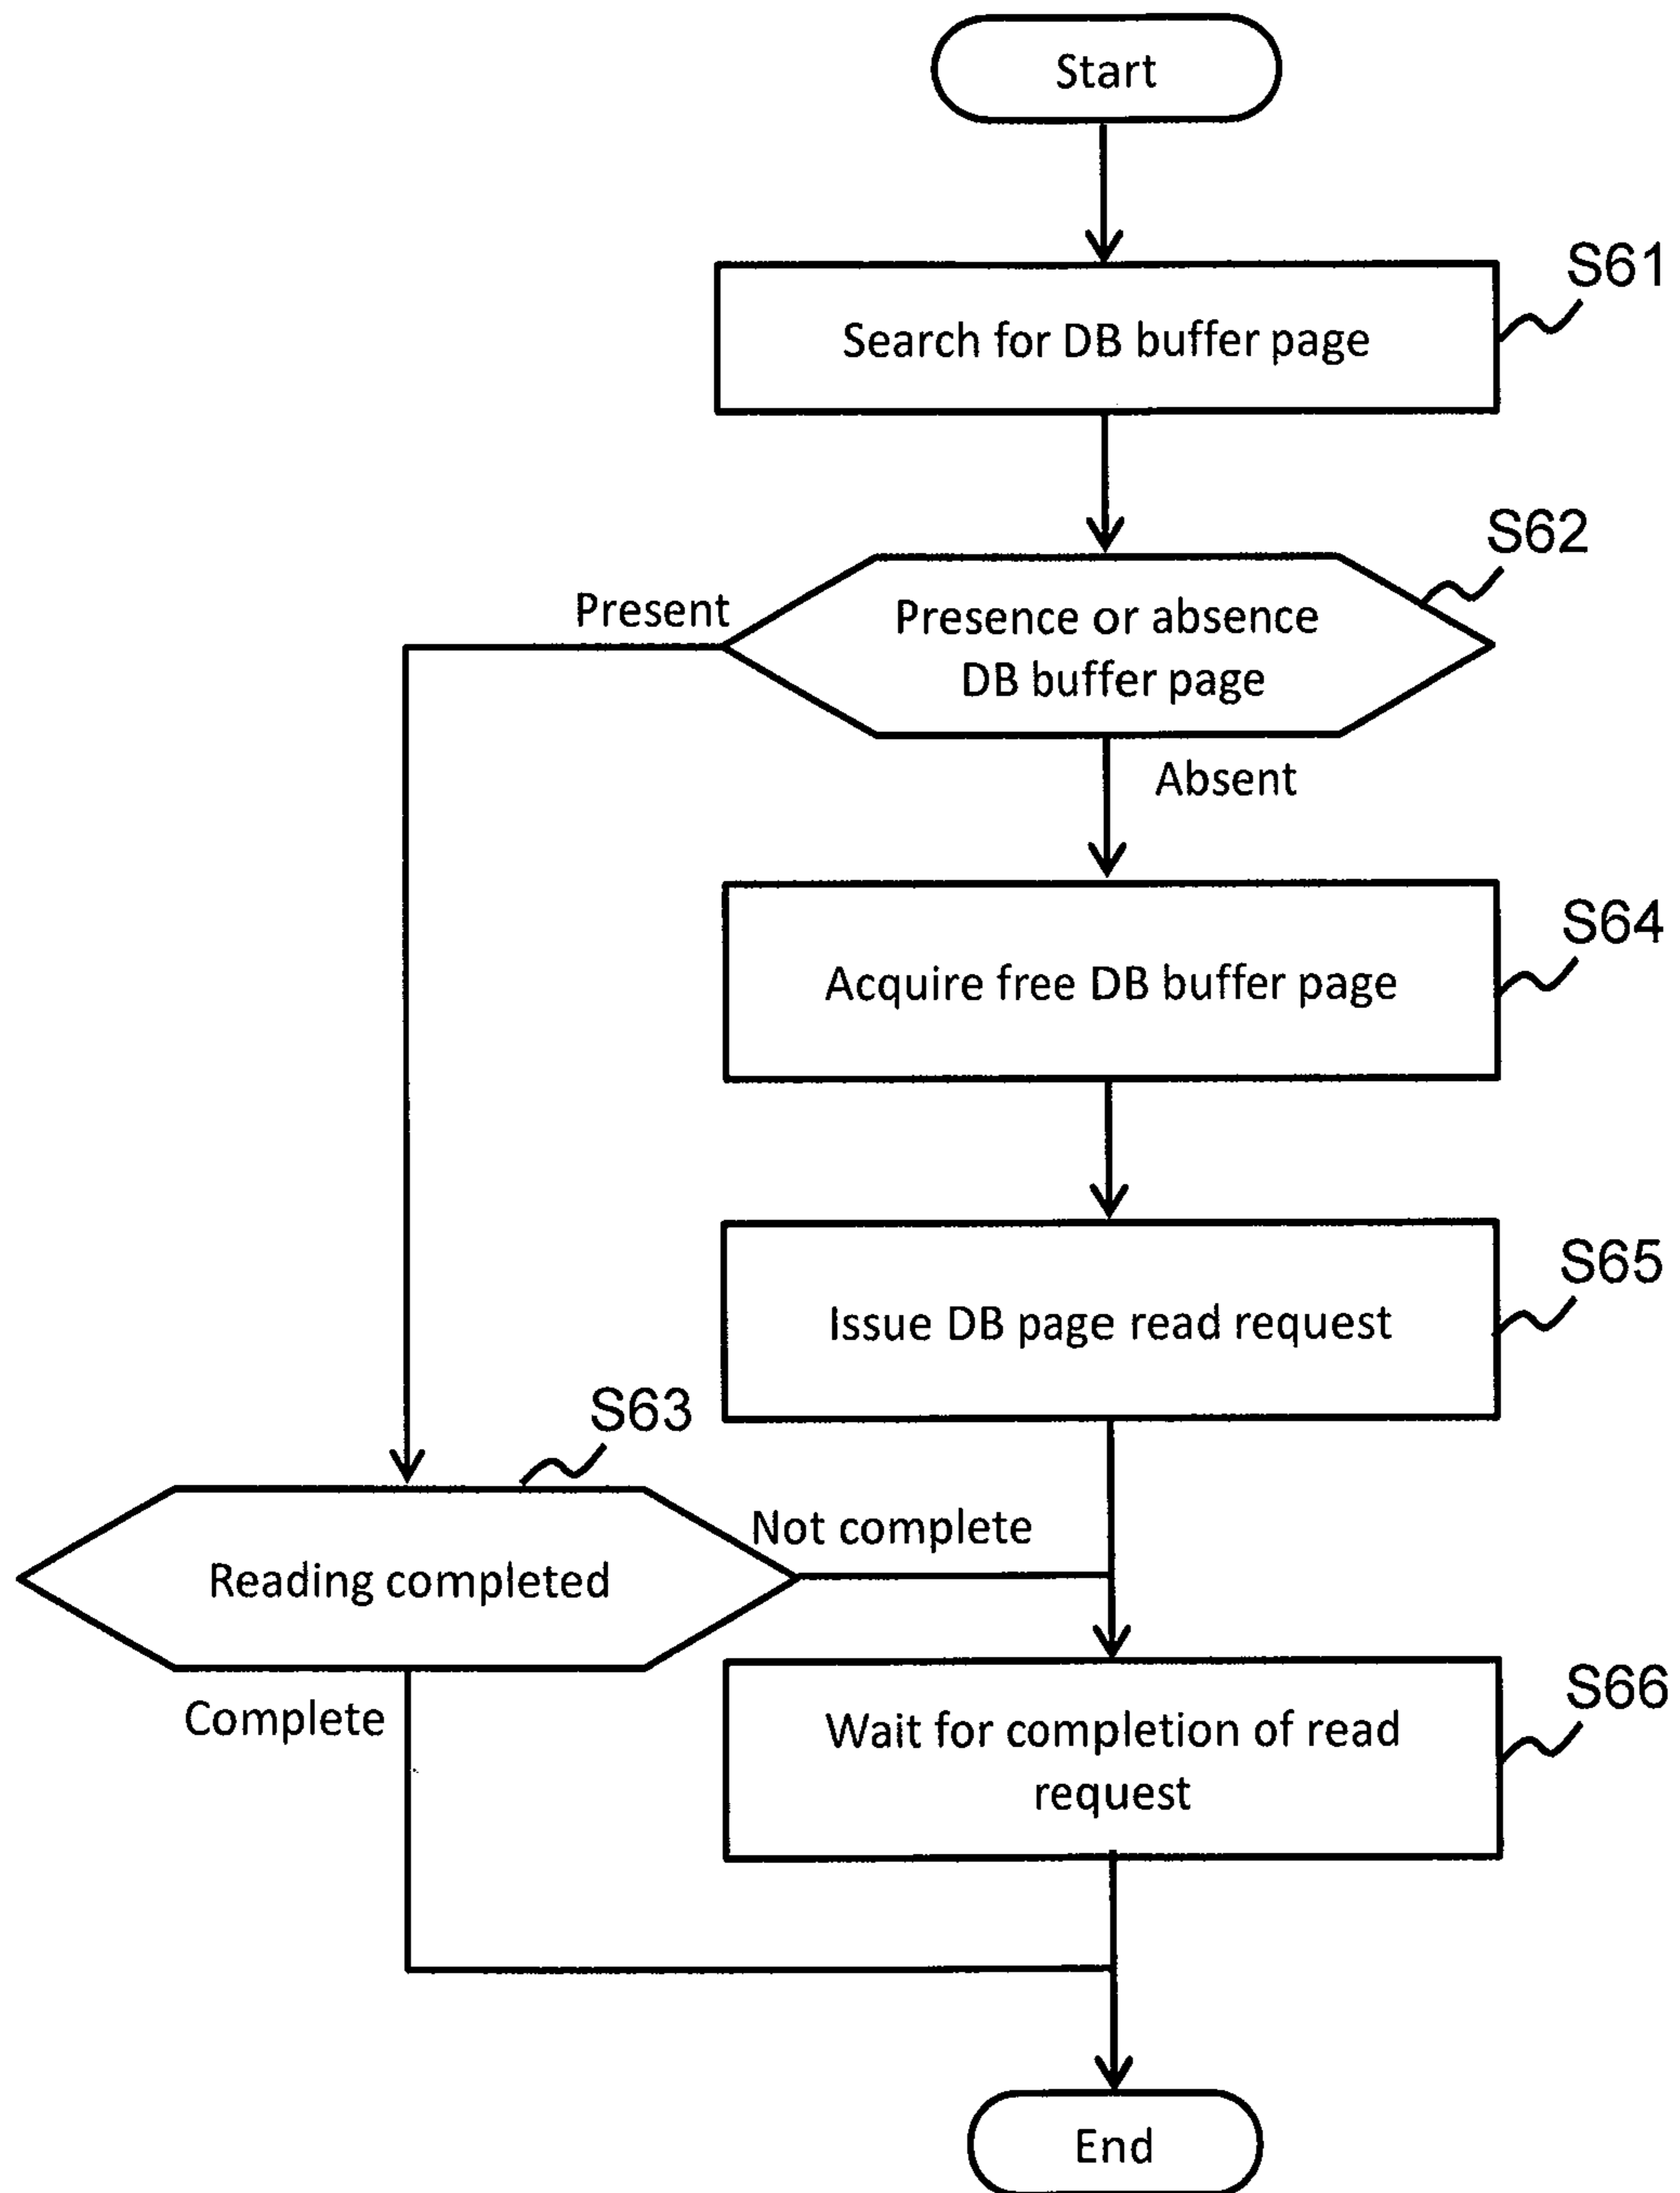 Start
S61
Search for DB buffer page
S62
Present
Presence or absence
DB buffer page
Absent
S64
Acquire free DB buffer page
S65
Issue DB page read request
S63
Not complete
Reading completed
Complete
S66
Wait for completion of read
request
End